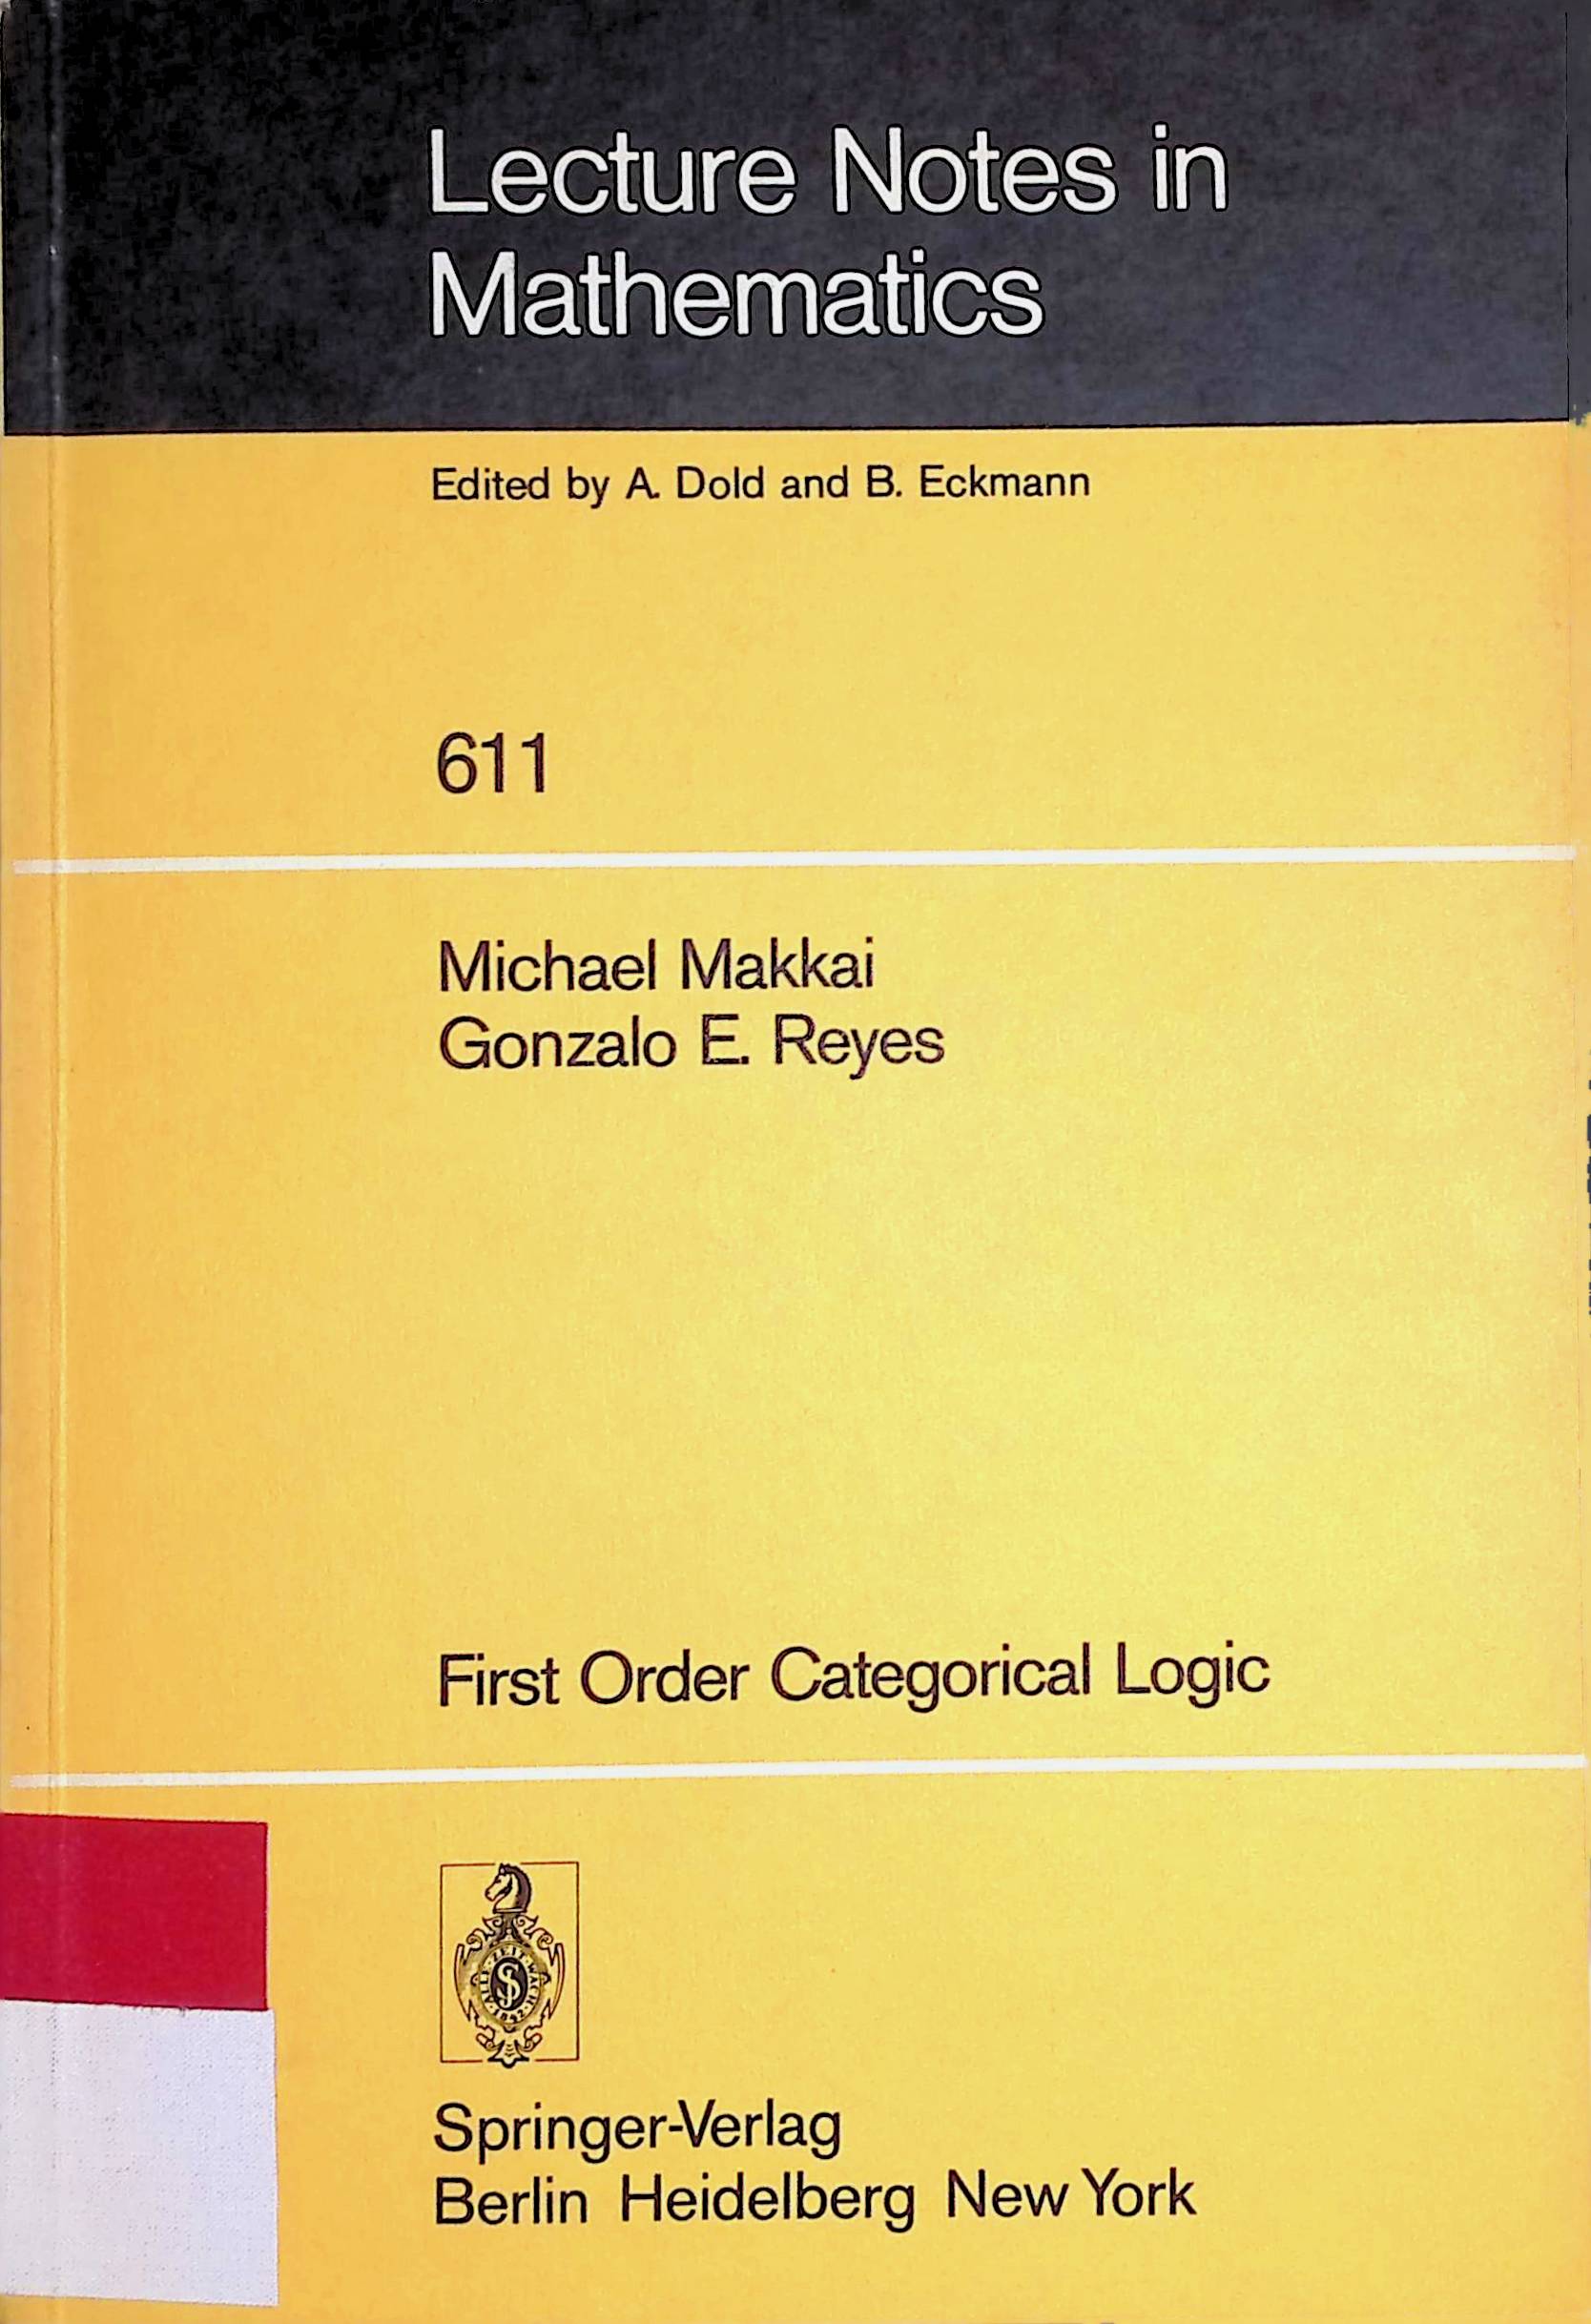 Lecture Notes in
Mathematics
Edited by A. Dold and B. Eckmann
611
Michael Makkai
Gonzalo E. Reyes
First Order Categorical Logic
Springer-Verlag
Berlin Heidelberg New York